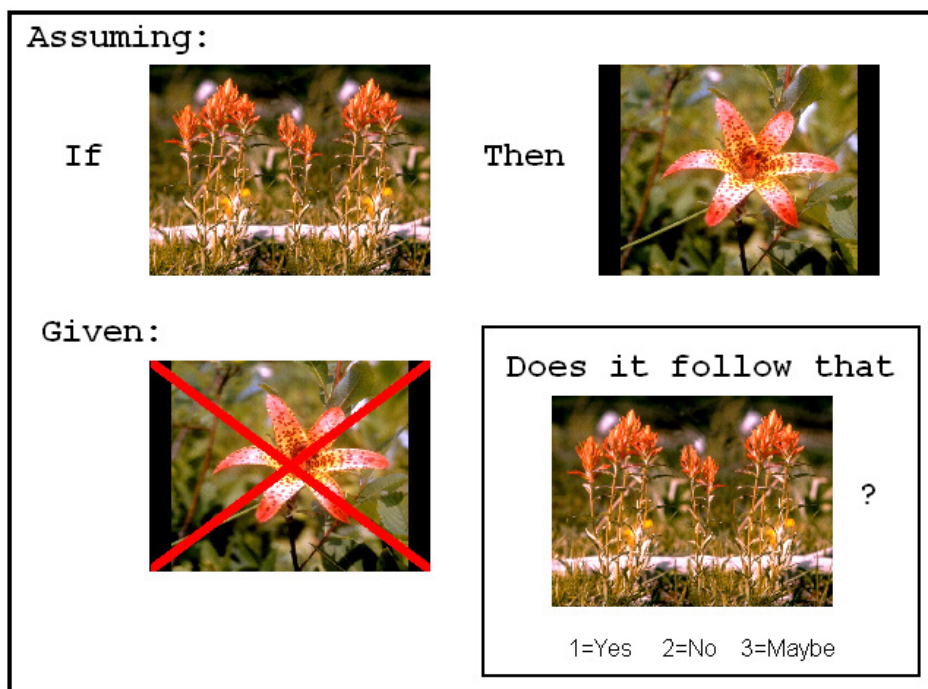 Assuming:
If
Then
Given:
Does it follow that
?
1=Yes 2=No 3=Maybe